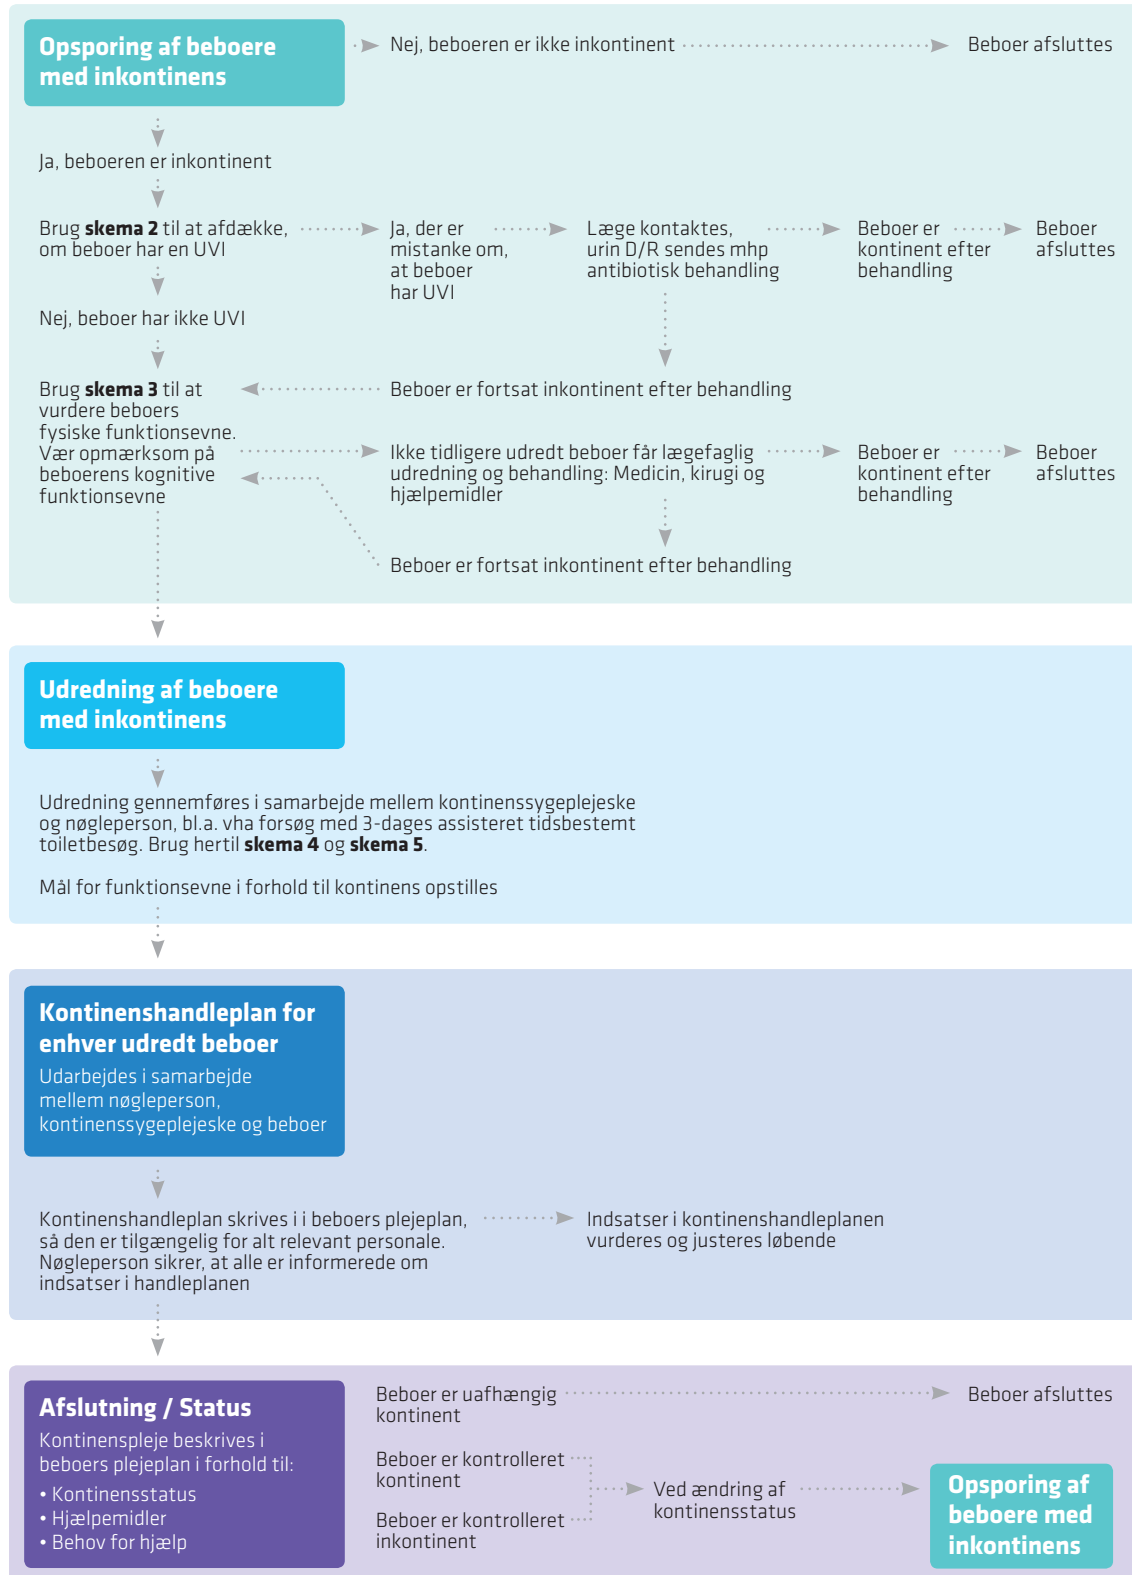 Opsporing af beboere
med inkontinens
Nej, beboeren er ikke inkontinent
Beboer afsluttes
Ja, beboeren er inkontinent
Brug skema 2 til at afdække,
om beboer har en UVI
Ja, der er
mistanke om,
at beboer
har UVI
Læge kontaktes,
urin D/R sendes mhp
antibiotisk behandling
Beboer er
kontinent efter
behandling
Beboer
afsluttes
Nej, beboer har ikke UVI
Brug skema 3 til at
vurdere beboers
fysiske funktionsevne.
Vær opmærksom på
beboerens kognitive
funktionsevne
Beboer er fortsat inkontinent efter behandling
Ikke tidligere udredt beboer får lægefaglig
udredning og behandling: Medicin, kirugi og
hjælpemidler
Beboer er
kontinent efter
behandling
Beboer
afsluttes
Beboer er fortsat inkontinent efter behandling
Udredning af beboere
med inkontinens
Udredning gennemføres i samarbejde mellem kontinenssygeplejeske
og nøgleperson, bl.a. vha forsøg med 3-dages assisteret tidsbestemt
toiletbesøg. Brug hertil skema 4 og skema 5.
Mål for funktionsevne i forhold til kontinens opstilles
Kontinenshandleplan for
enhver udredt beboer
Udarbejdes i samarbejde
mellem nøgleperson,
kontinenssygeplejeske og beboer
Kontinenshandleplan skrives i i beboers plejeplan,
så den er tilgængelig for alt relevant personale.
Nøgleperson sikrer, at alle er informerede om
indsatser i handleplanen
Indsatser i kontinenshandleplanen
vurderes og justeres løbende
Afslutning / Status
Kontinenspleje beskrives i
beboers plejeplan i forhold til:
• Kontinensstatus
• Hjælpemidler
• Behov for hjælp
Beboer er uafhængig
kontinent
Beboer afsluttes
Beboer er kontrolleret
kontinent
Beboer er kontrolleret
inkontinent
Ved ændring af
kontinensstatus
Opsporing af
beboere med
inkontinens